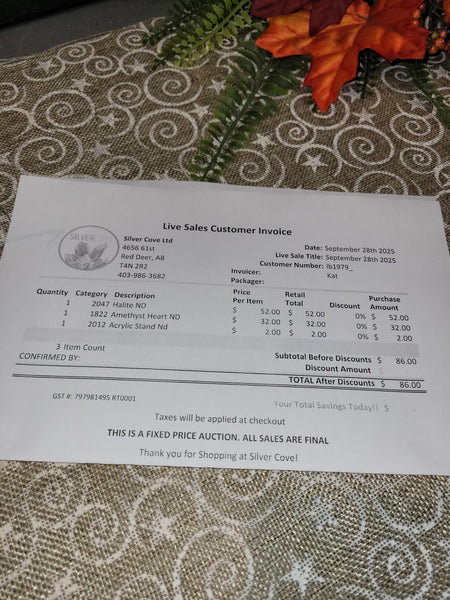 Live Sales Customer Invoice
SILVER
Silver Cove Ltd
4656 61st
Red Deer, AB
T4N 2R2
403-986-3682
Date: September 28th 2025
Live Sale Title: September 28th 2025
Customer Number: lb1979_
Invoicer: Kat
Packager:
Quantity Category Description Price Per Item Retail Total Discount Purchase Amount
1 2047 Halite ND $ 52.00 $ 52.00 0% $ 52.00
1 1822 Amethyst Heart ND $ 32.00 $ 32.00 0% $ 32.00
1 2012 Acrylic Stand Nd $ 2.00 $ 2.00 0% $ 2.00
3 Item Count
Subtotal Before Discounts $ 86.00
CONFIRMED BY:
Discount Amount $
TOTAL After Discounts $ 86.00
GST #: 797981495 RT0001
Your Total Savings Today!! $
Taxes will be applied at checkout
THIS IS A FIXED PRICE AUCTION. ALL SALES ARE FINAL
Thank you for Shopping at Silver Cove!